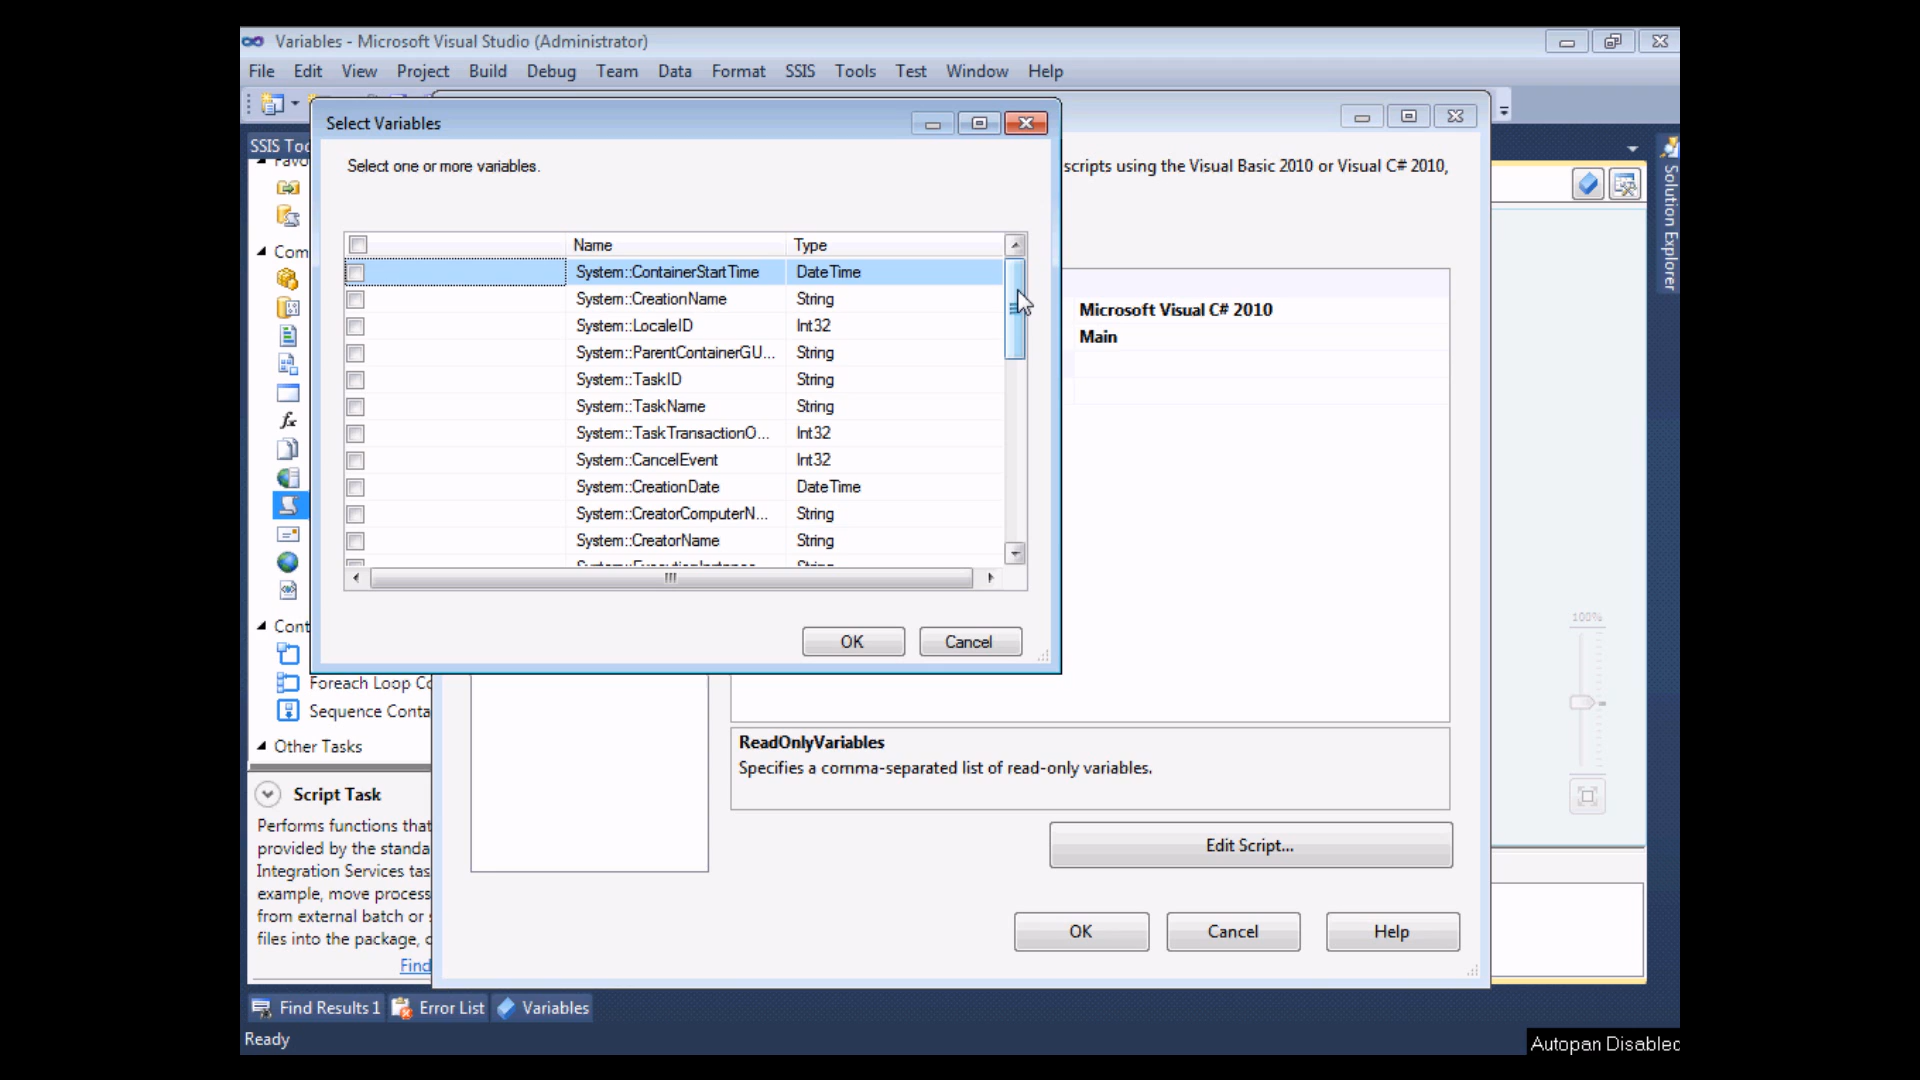 Variables - Microsoft Visual Studio (Administrator)
File Edit View Project Build Debug Team Data Format SSIS Tools Test Window Help
Select Variables
SSIS Too
Select one or more variables.
scripts using the Visual Basic 2010 or Visual C# 2010,
Solution Explorer
Name Type
Com
System::ContainerStartTime DateTime
System::CreationName String
Microsoft Visual C# 2010
System::LocaleID Int32
Main
System::ParentContainerGU... String
System::TaskID String
System::TaskName String
System::TaskTransactionO... Int32
System::CancelEvent Int32
System::CreationDate DateTime
System::CreatorComputerN... String
System::CreatorName String
100%
Cont
OK Cancel
Foreach Loop Co
Sequence Conta
Other Tasks
ReadOnlyVariables
Specifies a comma-separated list of read-only variables.
Script Task
Performs functions that
provided by the standa
Integration Services tas
example, move process
from external batch or s
files into the package, c
Find
Edit Script...
OK Cancel Help
Find Results 1 Error List Variables
Ready
Autopan Disabled